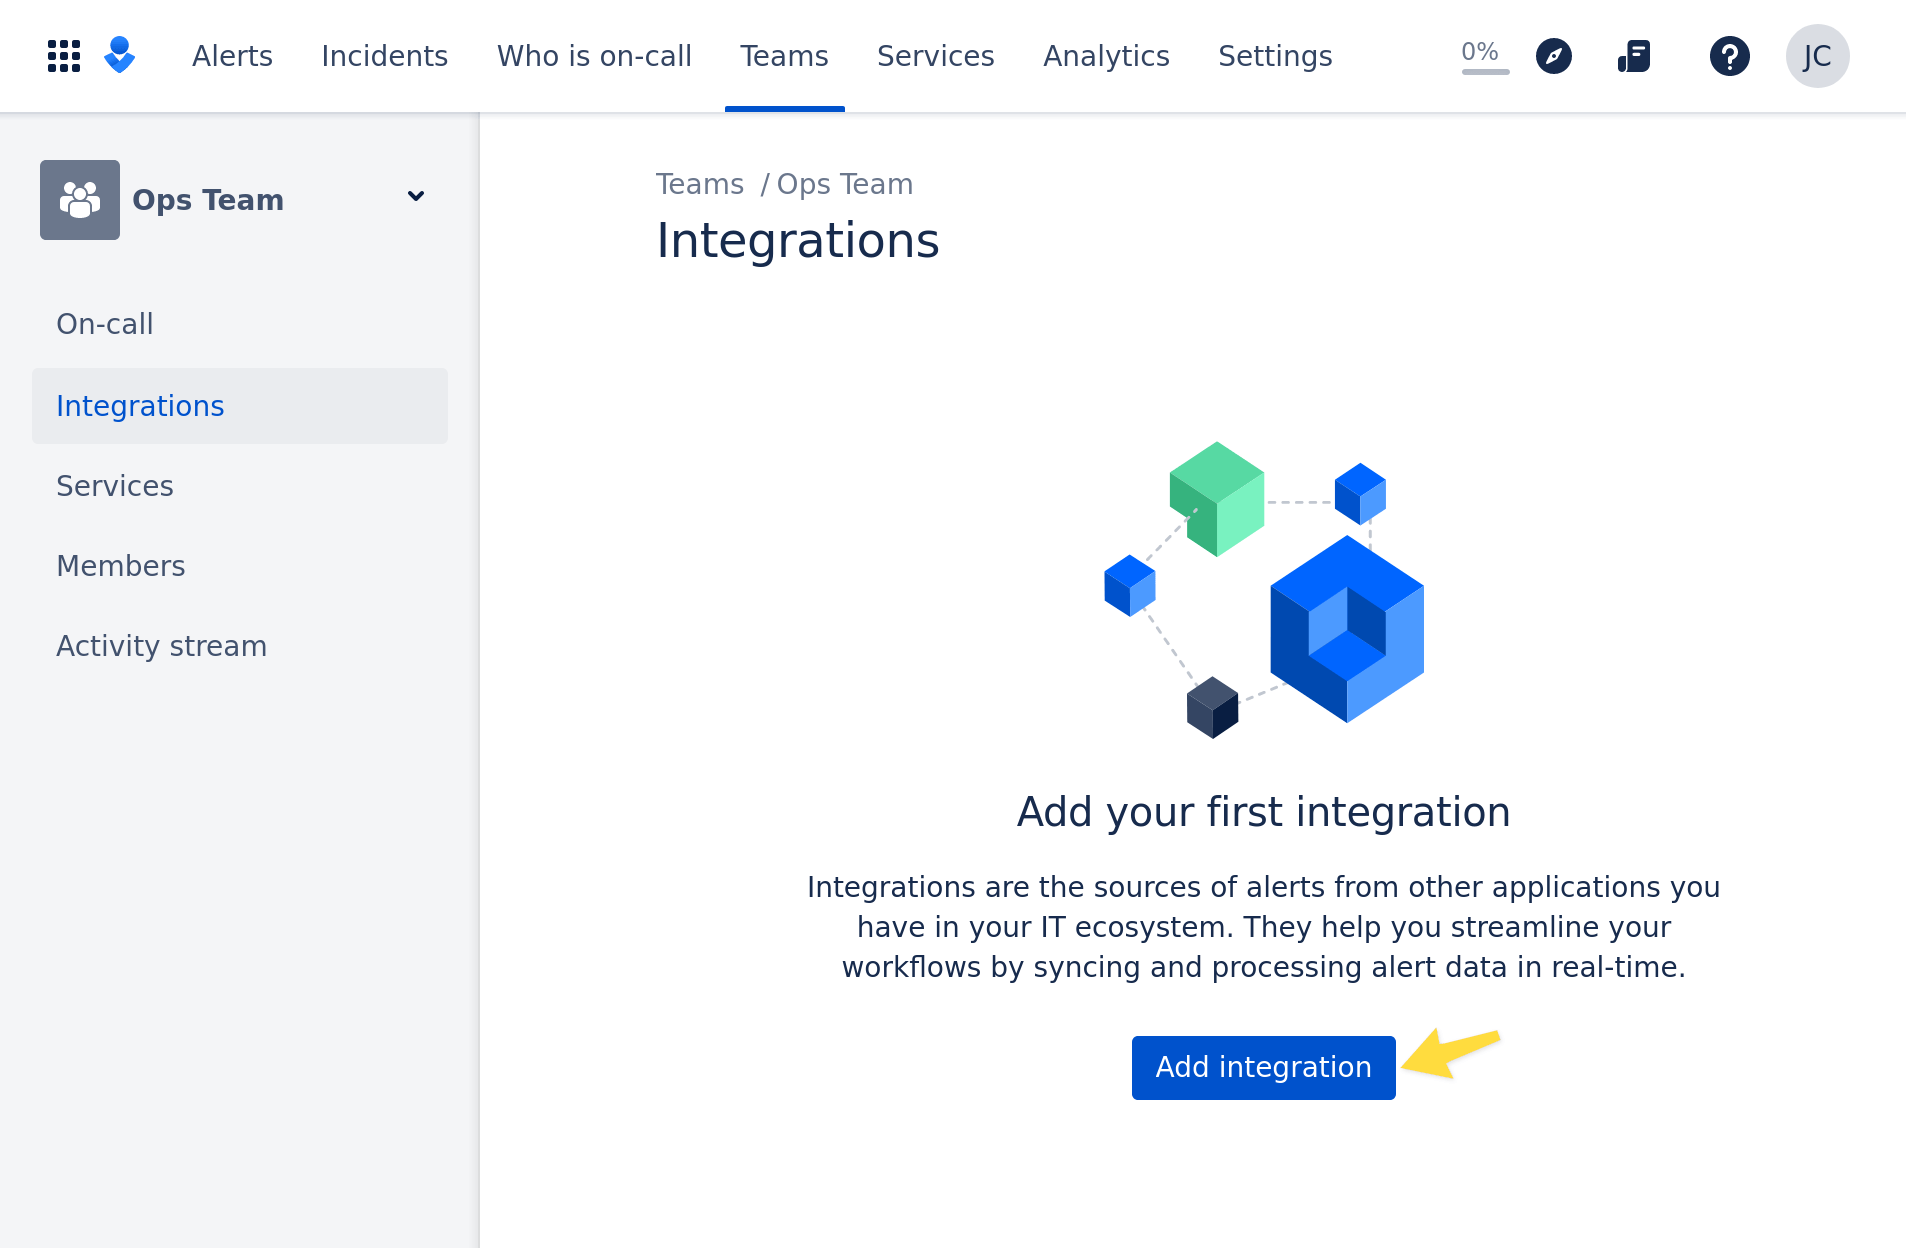 Alerts Incidents Who is on-call Teams Services Analytics Settings 0% JC
Ops Team
On-call
Integrations
Services
Members
Activity stream
Teams / Ops Team
Integrations
Add your first integration
Integrations are the sources of alerts from other applications you
have in your IT ecosystem. They help you streamline your
workflows by syncing and processing alert data in real-time.
Add integration